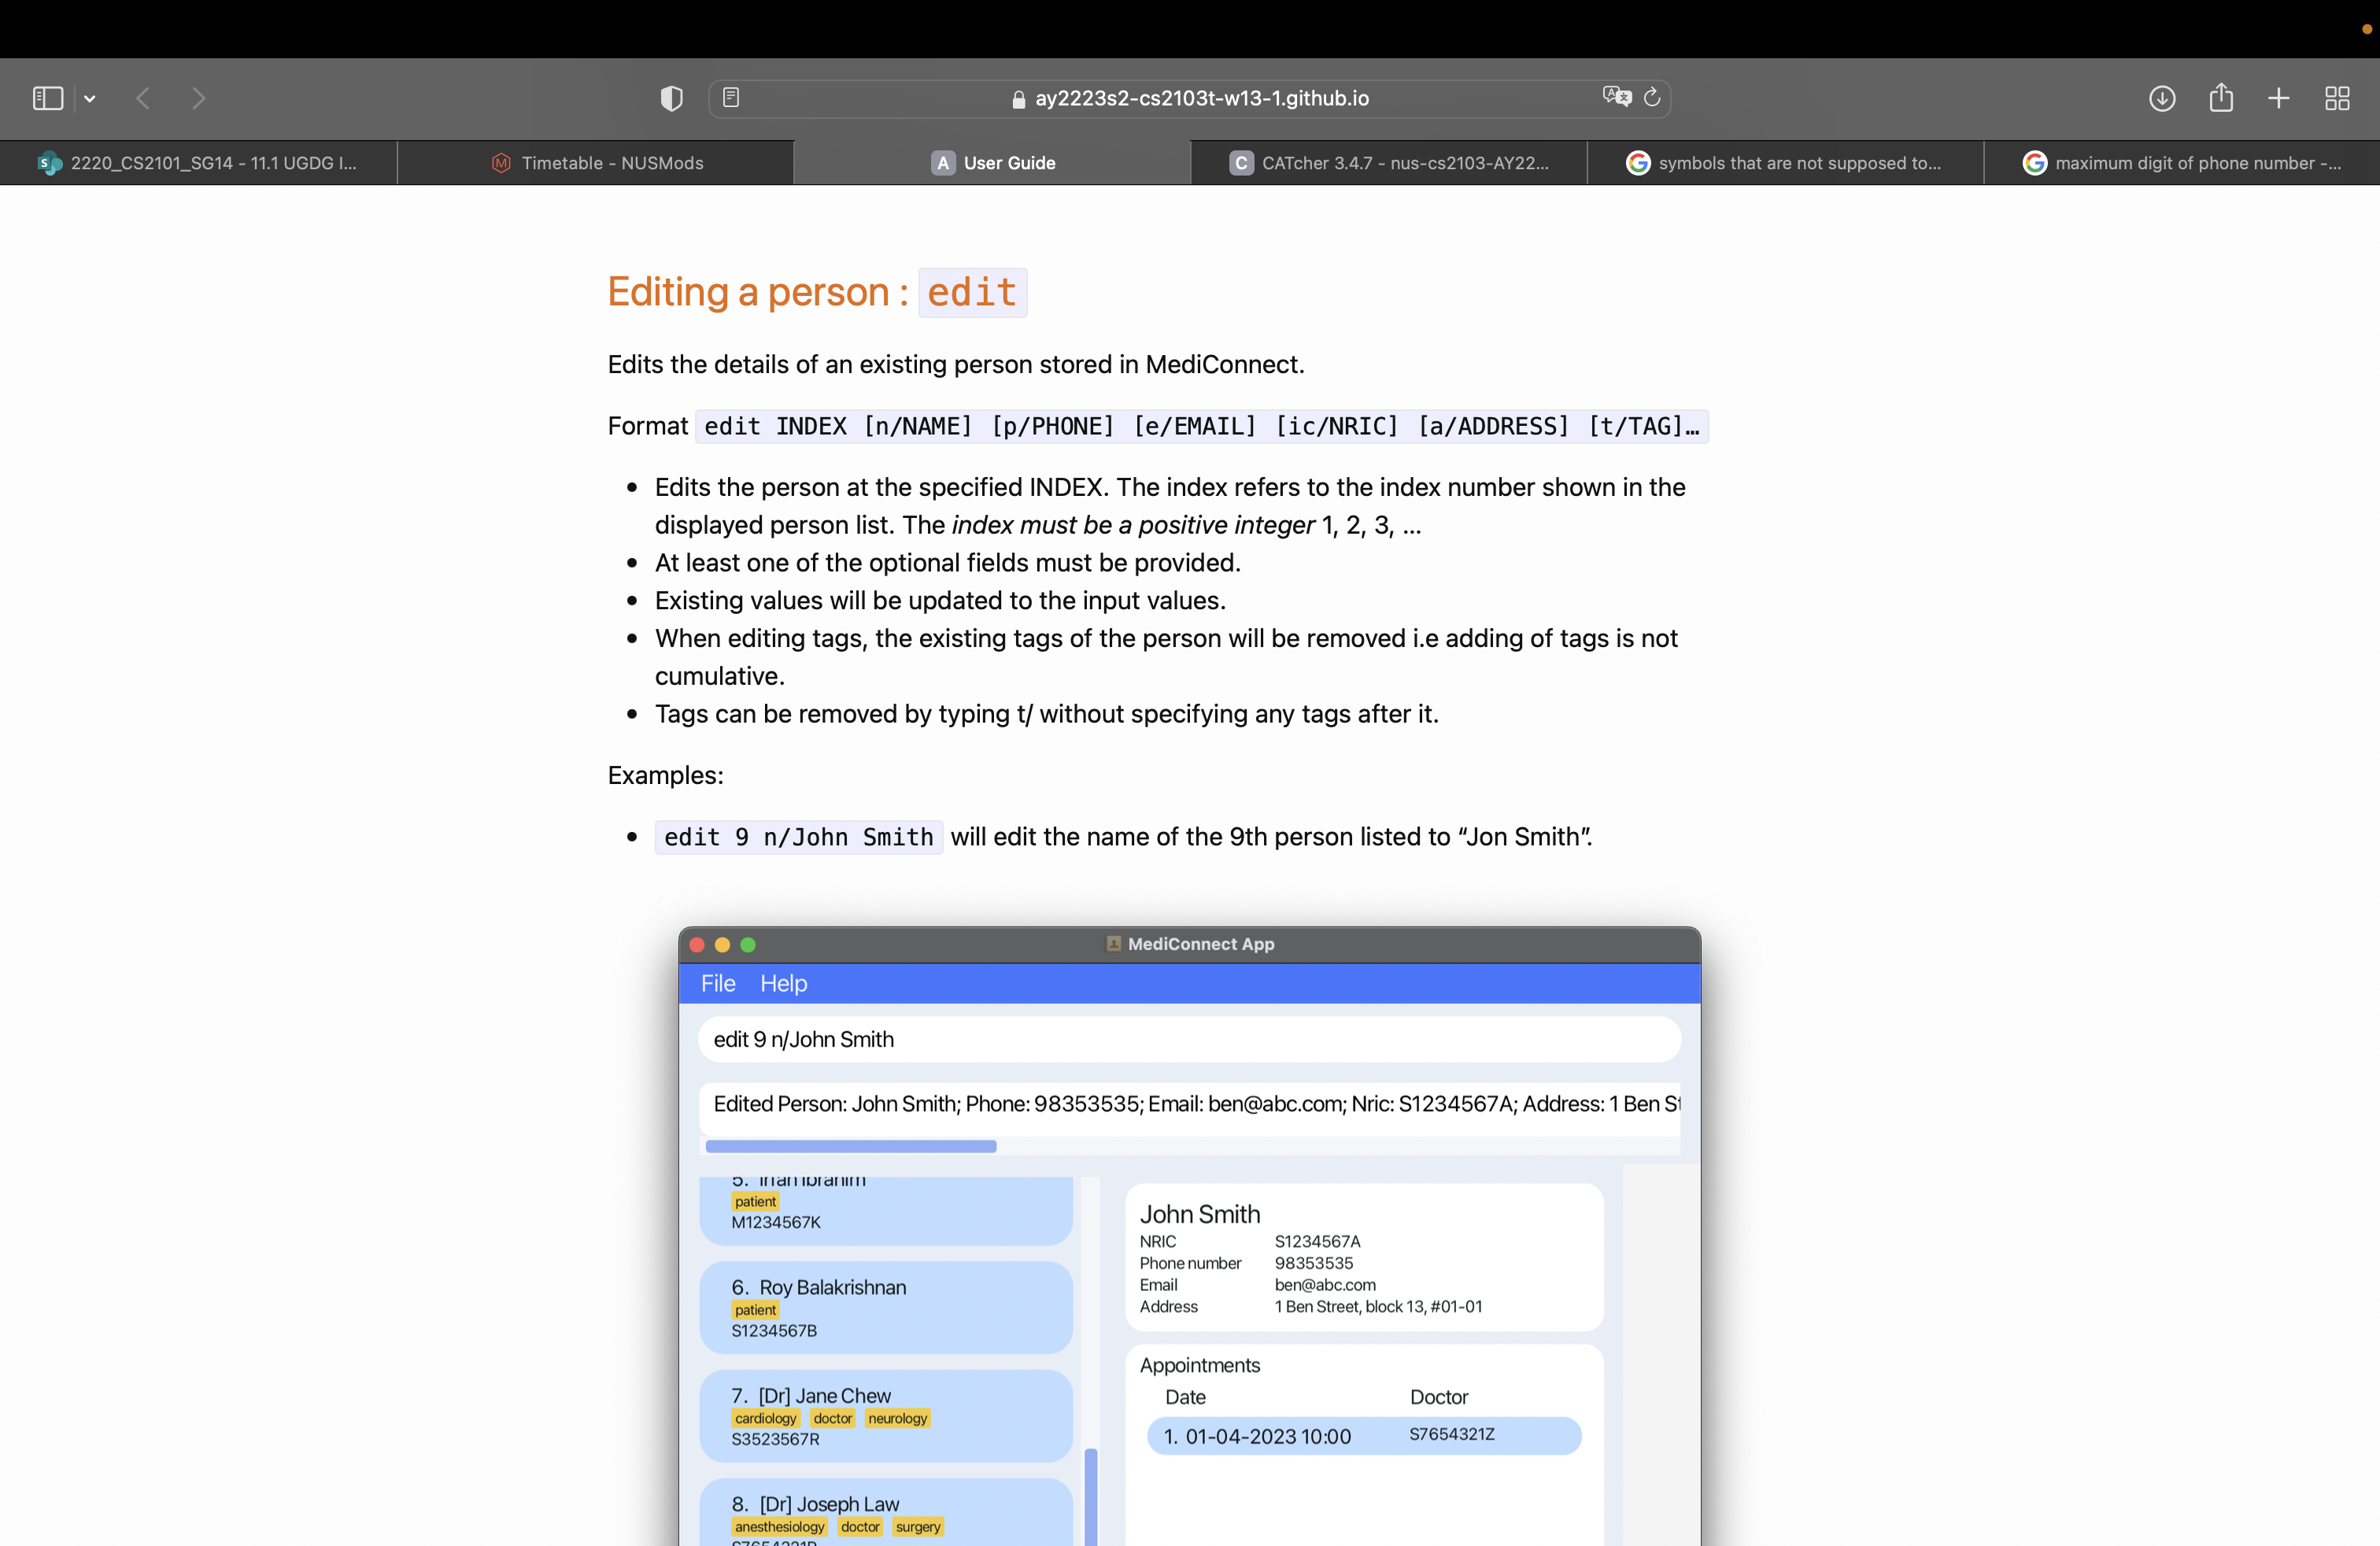 ay2223s2-cs2103t-w13-1.github.io
2220_CS2101_SG14 - 11.1 UGDG I...
Timetable - NUSMods
A User Guide
C CATcher 3.4.7 - nus-cs2103-AY22...
symbols that are not supposed to...
maximum digit of phone number -...
Editing a person : edit
Edits the details of an existing person stored in MediConnect.
Format edit INDEX [n/NAME] [p/PHONE] [e/EMAIL] [ic/NRIC] [a/ADDRESS] [t/TAG]…
• Edits the person at the specified INDEX. The index refers to the index number shown in the
displayed person list. The index must be a positive integer 1, 2, 3, …
• At least one of the optional fields must be provided.
• Existing values will be updated to the input values.
• When editing tags, the existing tags of the person will be removed i.e adding of tags is not
cumulative.
• Tags can be removed by typing t/ without specifying any tags after it.
Examples:
• edit 9 n/John Smith will edit the name of the 9th person listed to “Jon Smith”.
MediConnect App
File Help
edit 9 n/John Smith
Edited Person: John Smith; Phone: 98353535; Email: ben@abc.com; Nric: S1234567A; Address: 1 Ben St
5. Irfan Ibrahim
patient
M1234567K
6. Roy Balakrishnan
patient
S1234567B
7. [Dr] Jane Chew
cardiology doctor neurology
S3523567R
8. [Dr] Joseph Law
anesthesiology doctor surgery
John Smith
NRIC S1234567A
Phone number 98353535
Email ben@abc.com
Address 1 Ben Street, block 13, #01-01
Appointments
Date Doctor
1. 01-04-2023 10:00 S7654321Z